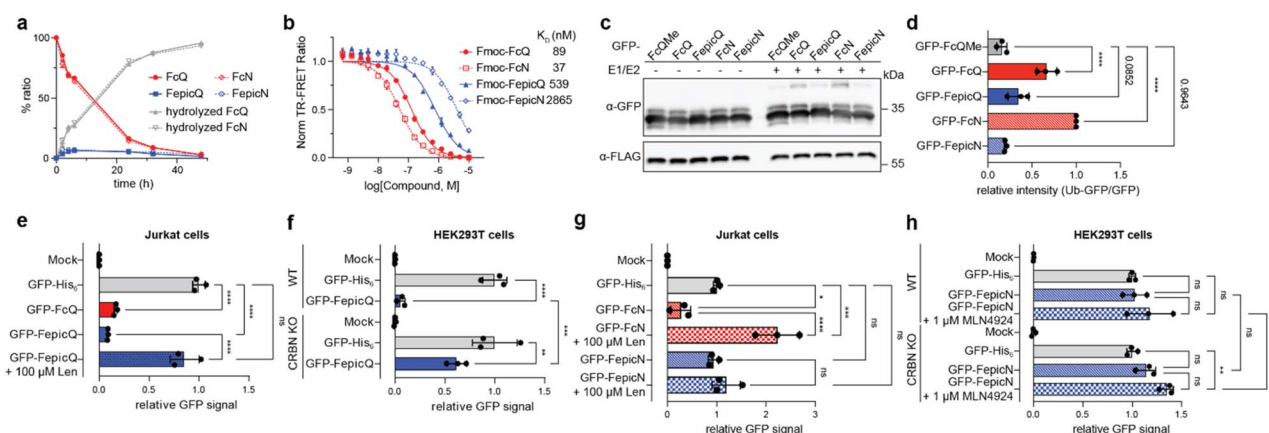 a
% ratio
100
50
0
0 20 40
time (h)
FcQ FcN
FepicQ FepicN
hydrolyzed FcQ
hydrolyzed FcN
b
Norm TR-FRET Ratio
1.0
0.5
0.0
-9 -8 -7 -6 -5
log[Compound, M]
K_D (nM)
Fmoc-FcQ 89
Fmoc-FcN 37
Fmoc-FepicQ 539
Fmoc-FepicN 2865
c
GFP- FcQMe FcQ FepicQ FcN FepicN FcQMe FcQ FepicQ FcN FepicN
E1/E2 - - - - - + + + + +
kDa
α-GFP
35
α-FLAG
55
d
GFP-FcQMe
GFP-FcQ
GFP-FepicQ
GFP-FcN
GFP-FepicN
0.0 0.5 1.0 1.5
relative intensity (Ub-GFP/GFP)
****
0.0852
****
0.9643
e
Jurkat cells
Mock
GFP-His₆
GFP-FcQ
GFP-FepicQ
GFP-FepicQ
+ 100 µM Len
0.0 0.5 1.0 1.5
relative GFP signal
****
****
****
ns
f
HEK293T cells
WT
Mock
GFP-His₆
GFP-FepicQ
CRBN KO
Mock
GFP-His₆
GFP-FepicQ
0.0 0.5 1.0 1.5
relative GFP signal
****
**
***
g
Jurkat cells
Mock
GFP-His₆
GFP-FcN
GFP-FcN
+ 100 µM Len
GFP-FepicN
GFP-FepicN
+ 100 µM Len
0 1 2 3
relative GFP signal
*
****
***
ns
ns
ns
h
HEK293T cells
WT
Mock
GFP-His₆
GFP-FepicN
GFP-FepicN
+ 1 µM MLN4924
CRBN KO
Mock
GFP-His₆
GFP-FepicN
GFP-FepicN
+ 1 µM MLN4924
0.0 0.5 1.0 1.5
relative GFP signal
ns
ns
ns
ns
ns
**
ns